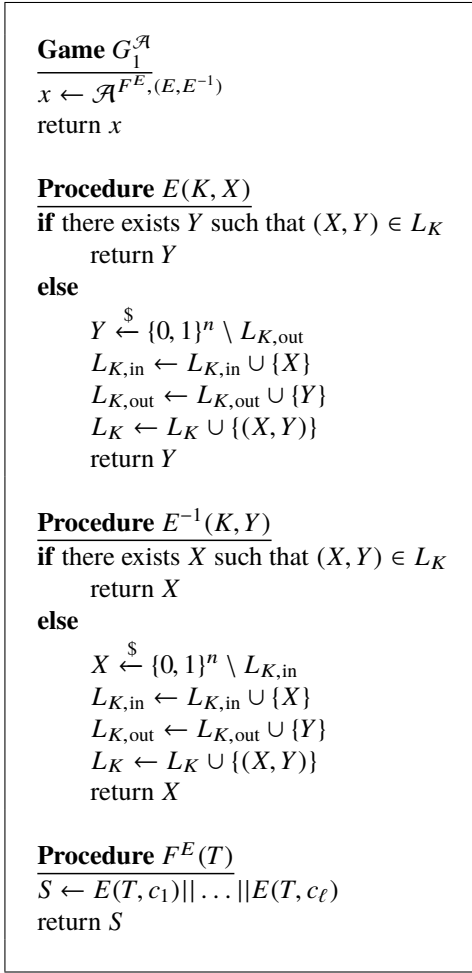 Game G₁^𝒜
x ← 𝒜^{F^E,(E,E^{-1})}
return x
Procedure E(K, X)
if there exists Y such that (X, Y) ∈ L_K
return Y
else
Y ←$ {0, 1}^n \ L_{K,out}
L_{K,in} ← L_{K,in} ∪ {X}
L_{K,out} ← L_{K,out} ∪ {Y}
L_K ← L_K ∪ {(X, Y)}
return Y
Procedure E^{-1}(K, Y)
if there exists X such that (X, Y) ∈ L_K
return X
else
X ←$ {0, 1}^n \ L_{K,in}
L_{K,in} ← L_{K,in} ∪ {X}
L_{K,out} ← L_{K,out} ∪ {Y}
L_K ← L_K ∪ {(X, Y)}
return X
Procedure F^E(T)
S ← E(T, c₁)||...||E(T, c_ℓ)
return S